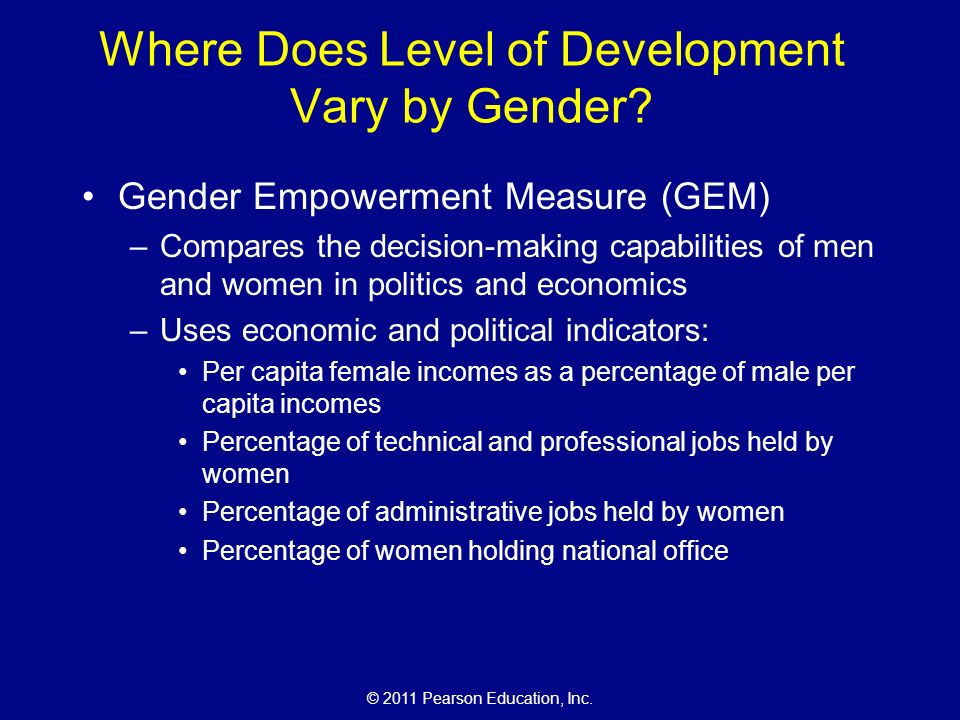 Where Does Level of Development
Vary by Gender?
• Gender Empowerment Measure (GEM)
– Compares the decision-making capabilities of men
and women in politics and economics
– Uses economic and political indicators:
• Per capita female incomes as a percentage of male per
capita incomes
• Percentage of technical and professional jobs held by
women
• Percentage of administrative jobs held by women
• Percentage of women holding national office
© 2011 Pearson Education, Inc.